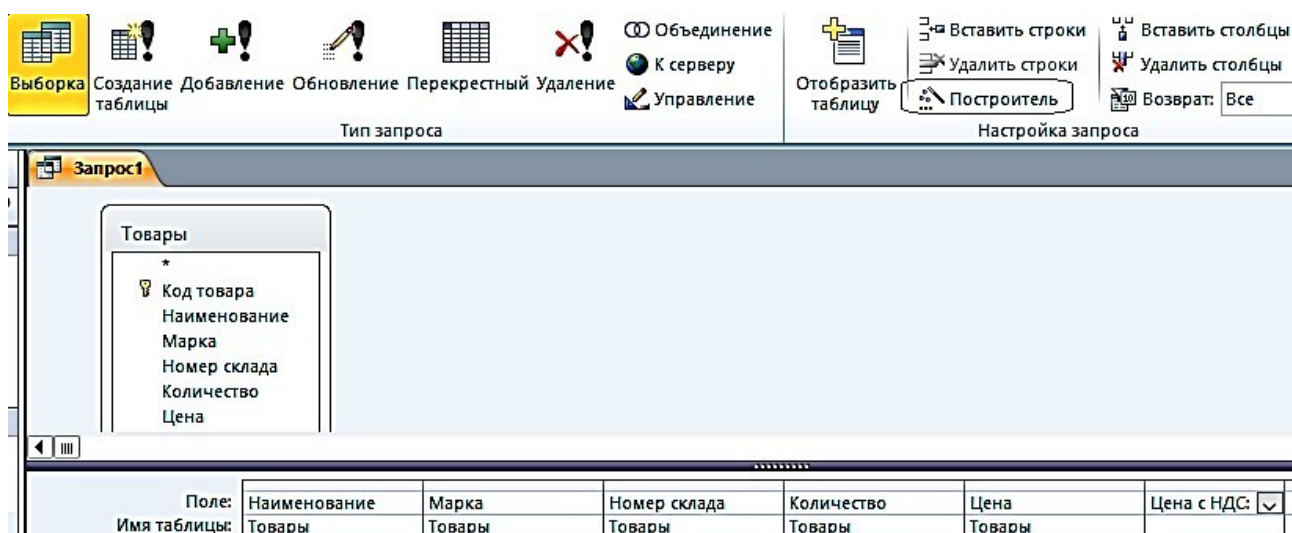 Выборка
Создание таблицы
Добавление
Обновление
Перекрестный
Удаление
Объединение
К серверу
Управление
Тип запроса
Отобразить таблицу
Вставить строки
Удалить строки
Построитель
Вставить столбцы
Удалить столбцы
Возврат: Все
Настройка запроса
Запрос1
Товары
*
Код товара
Наименование
Марка
Номер склада
Количество
Цена
Поле: Наименование Марка Номер склада Количество Цена Цена с НДС:
Имя таблицы: Товары Товары Товары Товары Товары